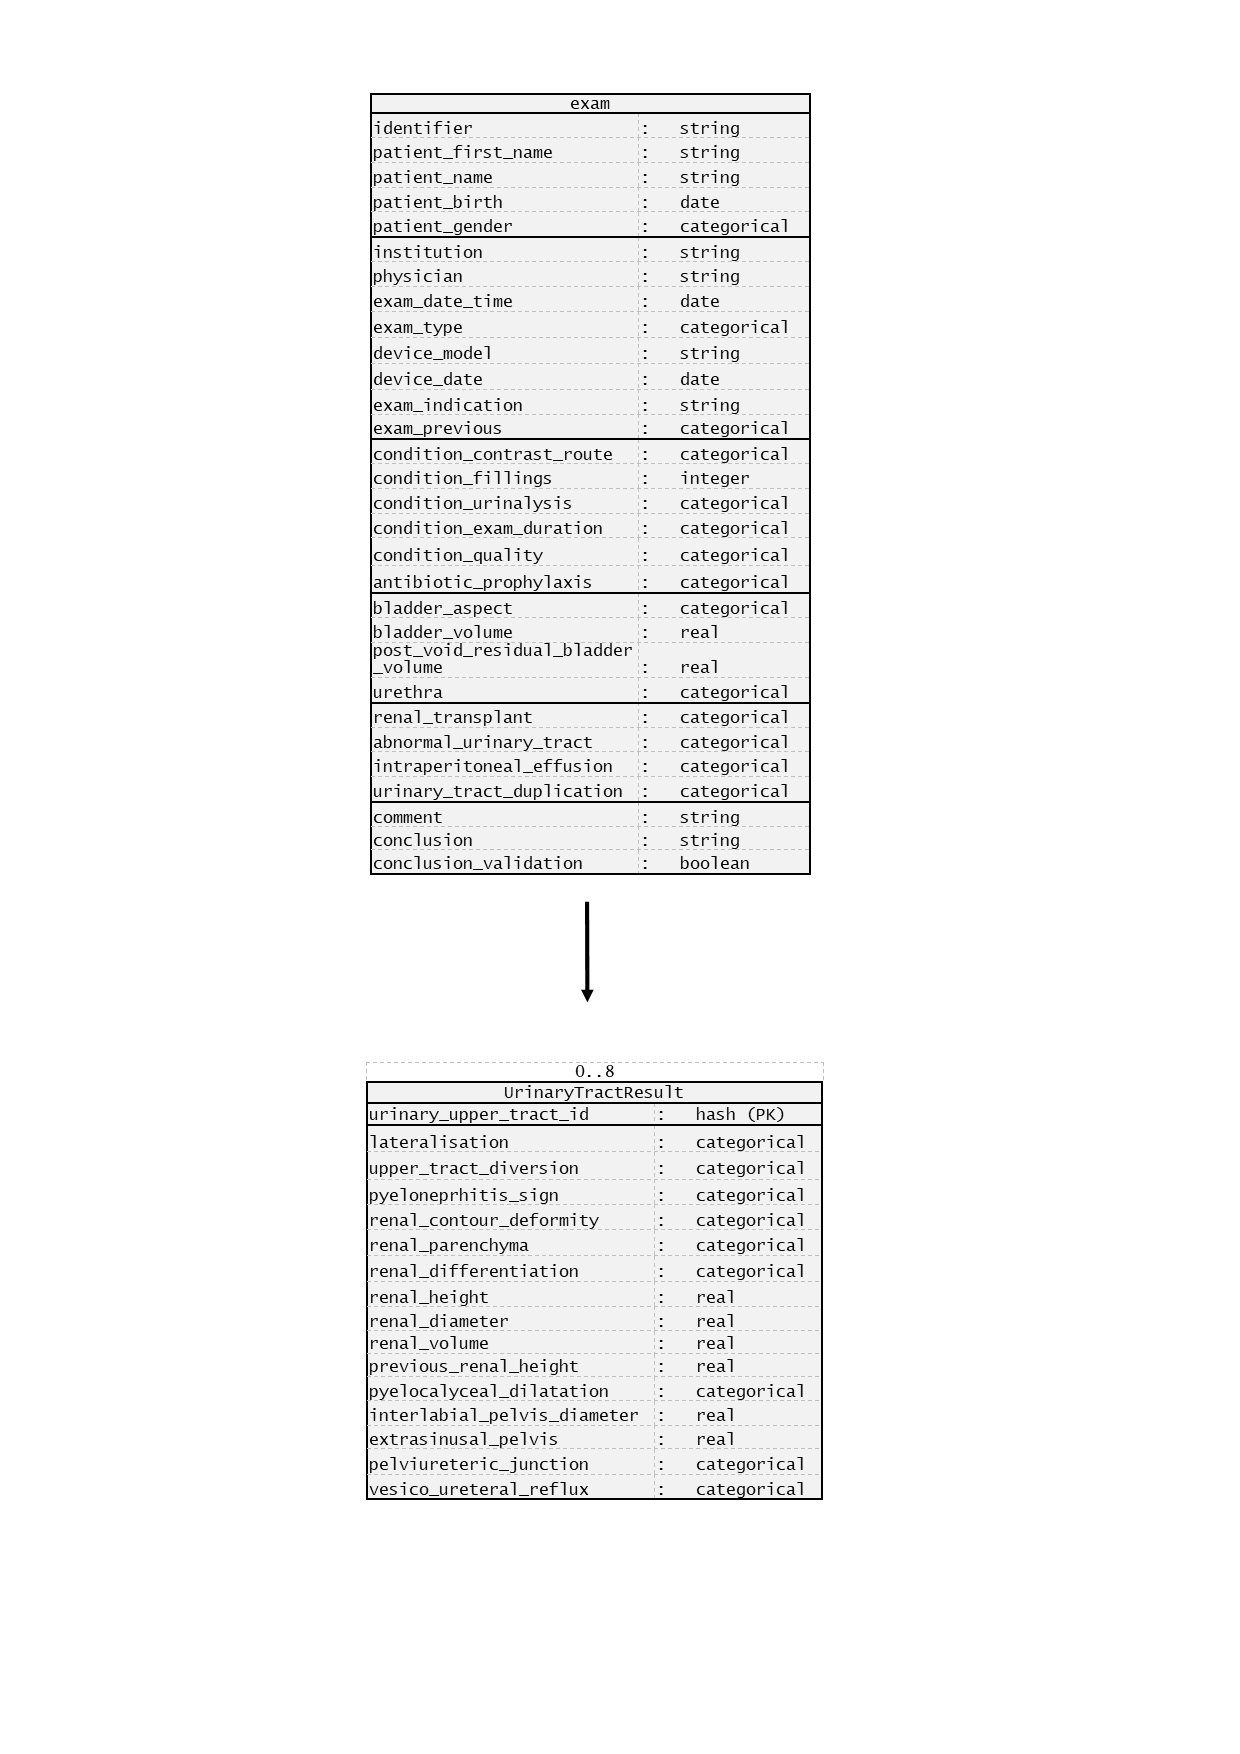 exam
identifier : string
patient_first_name : string
patient_name : string
patient_birth : date
patient_gender : categorical
institution : string
physician : string
exam_date_time : date
exam_type : categorical
device_model : string
device_date : date
exam_indication : string
exam_previous : categorical
condition_contrast_route : categorical
condition_fillings : integer
condition_urinalysis : categorical
condition_exam_duration : categorical
condition_quality : categorical
antibiotic_prophylaxis : categorical
bladder_aspect : categorical
bladder_volume : real
post_void_residual_bladder
_volume : real
urethra : categorical
renal_transplant : categorical
abnormal_urinary_tract : categorical
intraperitoneal_effusion : categorical
urinary_tract_duplication : categorical
comment : string
conclusion : string
conclusion_validation : boolean
0..8
UrinaryTractResult
urinary_upper_tract_id : hash (PK)
lateralisation : categorical
upper_tract_diversion : categorical
pyeloneprhitis_sign : categorical
renal_contour_deformity : categorical
renal_parenchyma : categorical
renal_differentiation : categorical
renal_height : real
renal_diameter : real
renal_volume : real
previous_renal_height : real
pyelocalyceal_dilatation : categorical
interlabial_pelvis_diameter : real
extrasinusal_pelvis : real
pelviureteric_junction : categorical
vesico_ureteral_reflux : categorical